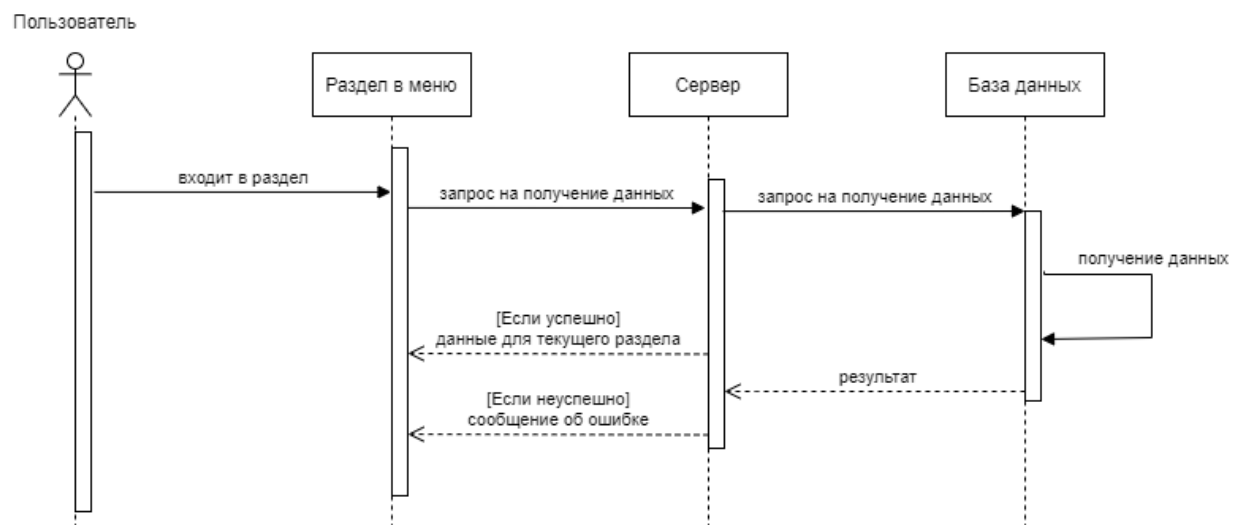 Пользователь
Раздел в меню
Сервер
База данных
входит в раздел
запрос на получение данных
запрос на получение данных
получение данных
[Если успешно]
данные для текущего раздела
результат
[Если неуспешно]
сообщение об ошибке